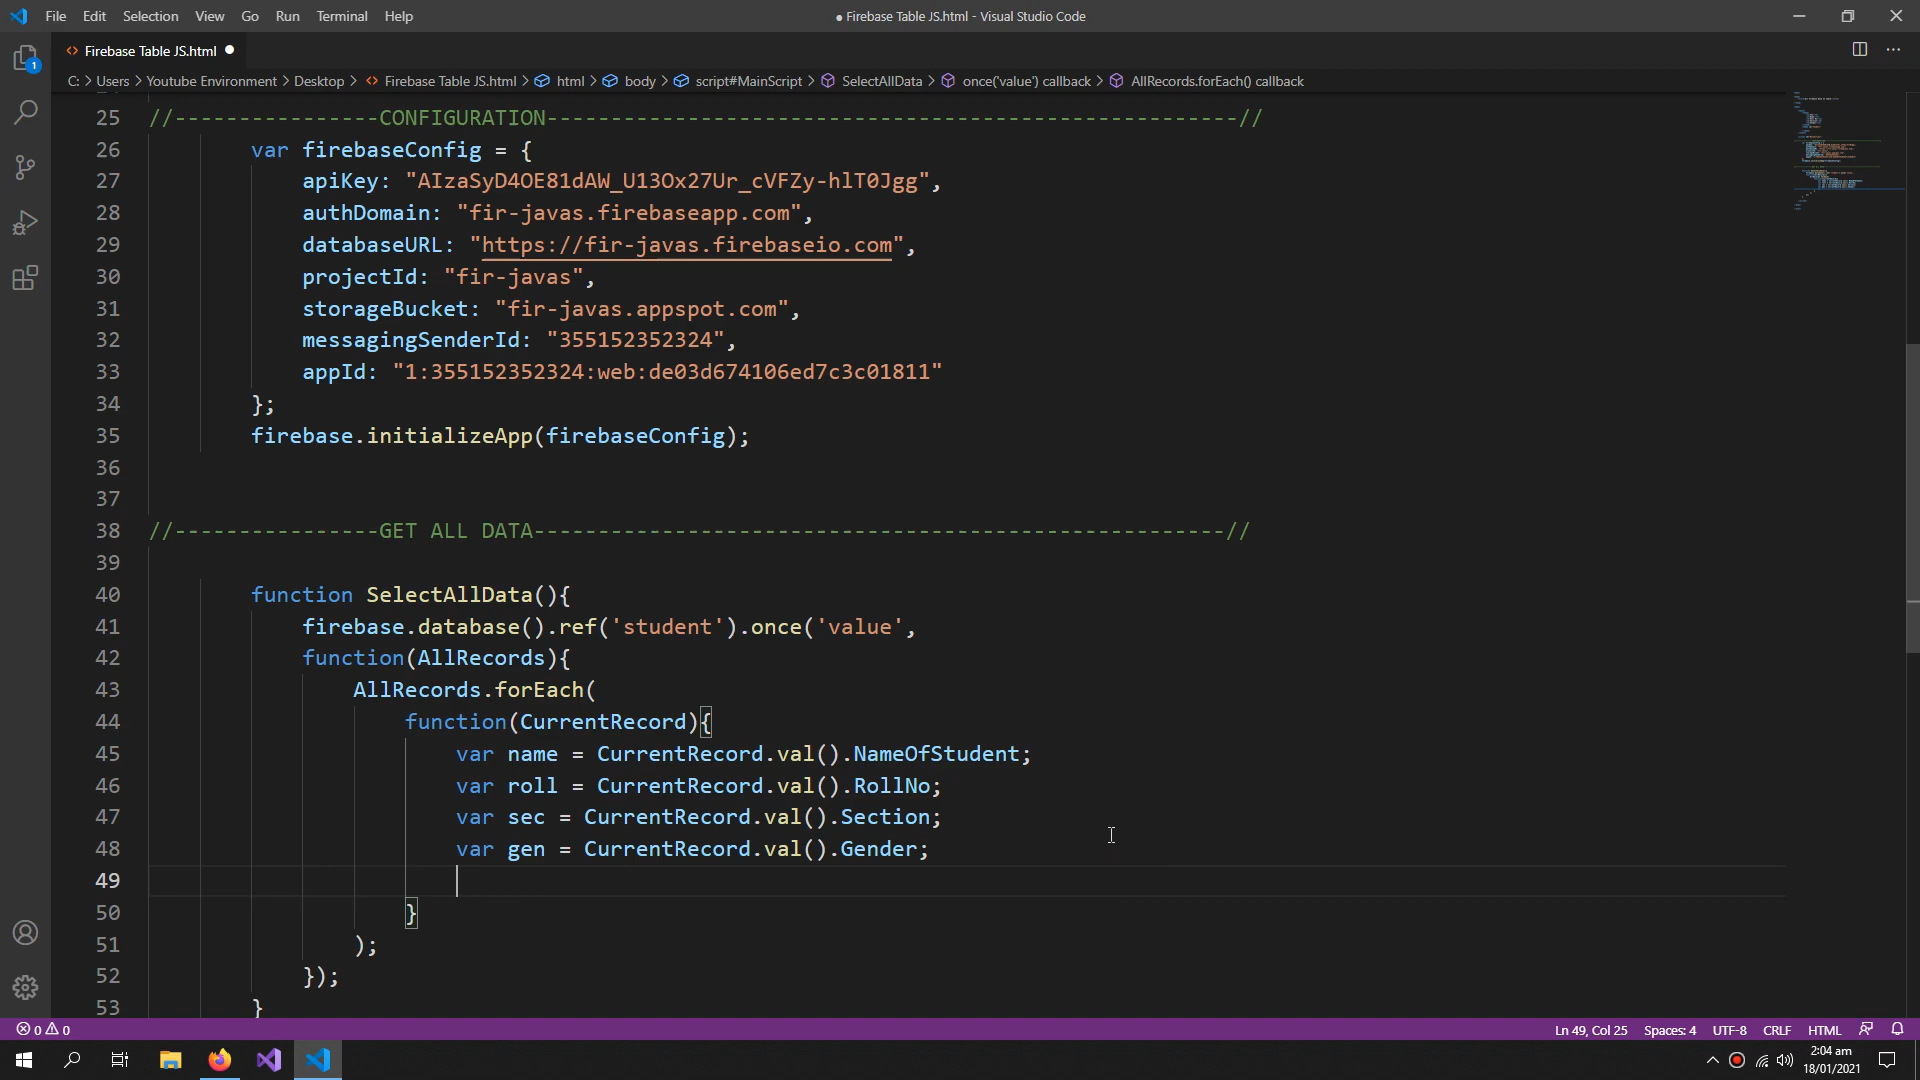 File Edit Selection View Go Run Terminal Help
● Firebase Table JS.html - Visual Studio Code
Firebase Table JS.html
C: > Users > Youtube Environment > Desktop > Firebase Table JS.html > html > body > script#MainScript > SelectAllData > once('value') callback > AllRecords.forEach() callback
1
25 //----------------CONFIGURATION------------------------------------------------------//
26 var firebaseConfig = {
27 apiKey: "AIzaSyD4OE81dAW_U13Ox27Ur_cVFZy-hlT0Jgg",
28 authDomain: "fir-javas.firebaseapp.com",
29 databaseURL: "https://fir-javas.firebaseio.com",
30 projectId: "fir-javas",
31 storageBucket: "fir-javas.appspot.com",
32 messagingSenderId: "355152352324",
33 appId: "1:355152352324:web:de03d674106ed7c3c01811"
34 };
35 firebase.initializeApp(firebaseConfig);
36
37
38 //----------------GET ALL DATA------------------------------------------------------//
39
40 function SelectAllData(){
41 firebase.database().ref('student').once('value',
42 function(AllRecords){
43 AllRecords.forEach(
44 function(CurrentRecord){
45 var name = CurrentRecord.val().NameOfStudent;
46 var roll = CurrentRecord.val().RollNo;
47 var sec = CurrentRecord.val().Section;
48 var gen = CurrentRecord.val().Gender;
49
50 }
51 );
52 });
53 }
0 0 Ln 49, Col 25 Spaces: 4 UTF-8 CRLF HTML
2:04 am
18/01/2021